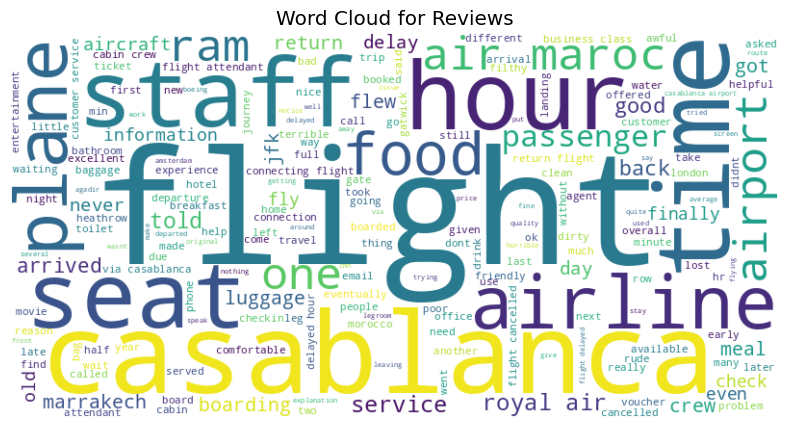 Word Cloud for Reviews
entertainment
plane
customer service
aircraft
cabin crew
ticket
ram
return
delay
different
business class
awful
asked
route
flight attendant
bad
trip
booked
said
air maroc
arrival
filthy
got
helpful
first
new
boeing
nice
offered
water
casablanca airport
staff
hour
time
landing
min
work
issue
gatwick
good
customer
tried
little
information
journey
notice
well
flew
call
go
still
put
screen
airport
bathroom
terrible
delayed
away
passenger
waiting
excellent
amsterdam
way
jfk
food
return flight
say
didnt
baggage
experience
full
connecting flight
clean
back
take
london
night
agadir
hotel
getting
gate
took
price
agent
average
never
departure
breakfast
fly
via
going
fine
without
quite
used
finally
heathrow
home
around
boarded
given
quality
dirty
overall
toilet
wasnt
make
departed
help
told
left
connection
thing
dont
drink
ok
much
minute
several
made
original
come
travel
horrible
flight
arrived
due
nothing
one
own
email
trying
friendly
last
day
lost
hr
flying
via casablanca
phone
eventually
use
row
seat
luggage
people
poor
airline
stay
movie
checkin
leg
legroom
office
next
early
reason
speak
delayed hour
morocco
need
flight cancelled
available
rude
late
half
year
front
bag
casablanca
find
wait
comfortable
another
give
flight delayed
really
many
later
old
called
served
leaving
went
meal
check
marrakech
board
boarding
explanation
service
royal air
voucher
crew
even
attendant
cabin
two
cancelled
problem